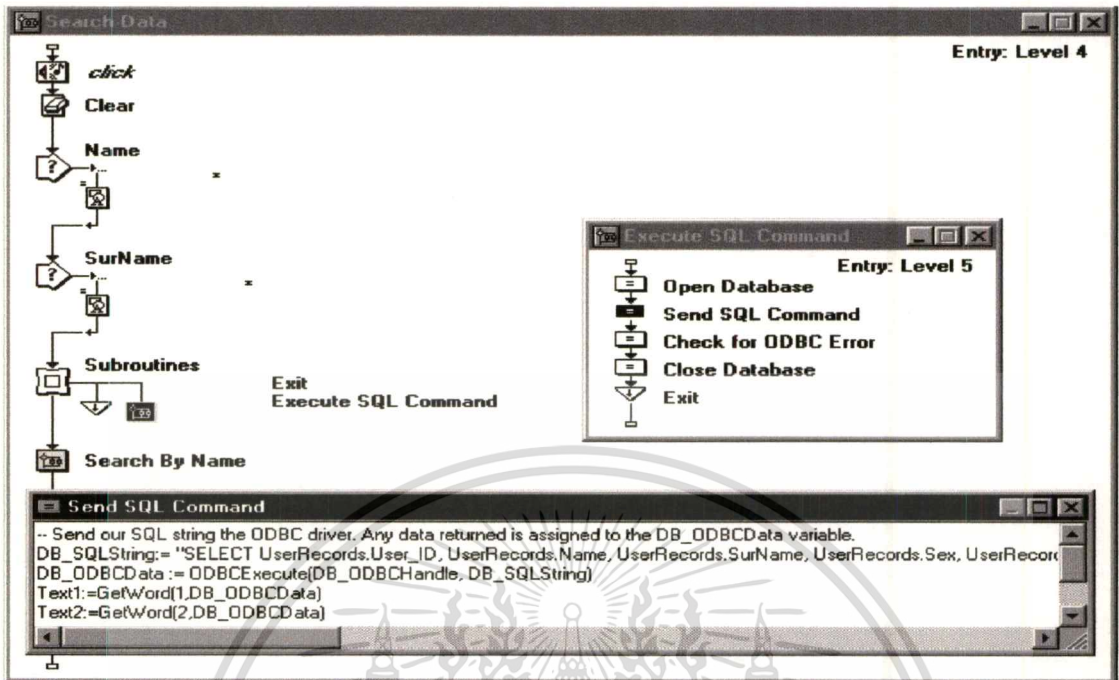 Search Data
Entry: Level 4
click
Clear
Name
*
SurName
*
Subroutines
Exit
Execute SQL Command
Search By Name
Execute SQL Command
Entry: Level 5
Open Database
Send SQL Command
Check for ODBC Error
Close Database
Exit
Send SQL Command
-- Send our SQL string the ODBC driver. Any data returned is assigned to the DB_ODBCData variable.
DB_SQLString:= "SELECT UserRecords.User_ID, UserRecords.Name, UserRecords.SurName, UserRecords.Sex, UserRecord
DB_ODBCData := ODBCExecute(DB_ODBCHandle, DB_SQLString)
Text1:=GetWord(1,DB_ODBCData)
Text2:=GetWord(2,DB_ODBCData)